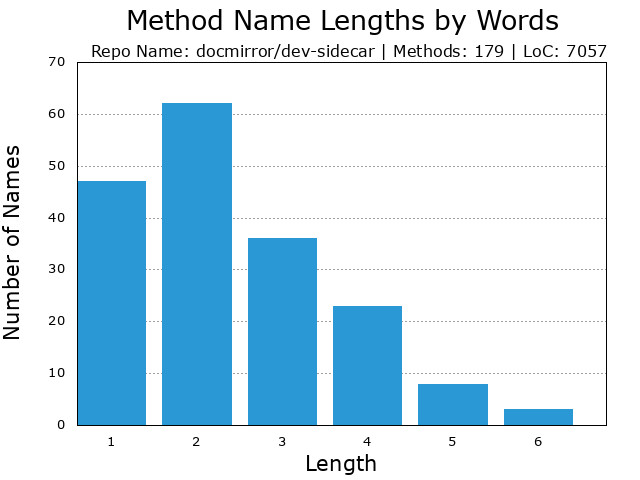 Method Name Lengths by Words
Repo Name: docmirror/dev-sidecar | Methods: 179 | LoC: 7057
70
60
50
40
30
20
10
0
Number of Names
1 2 3 4 5 6
Length